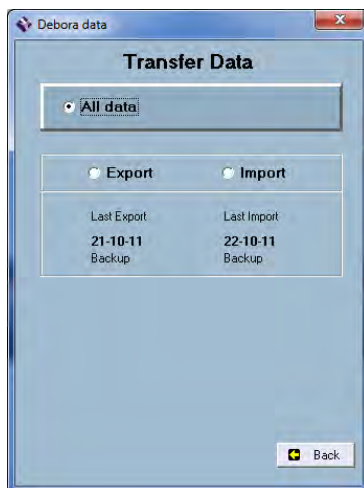 Debora data
Transfer Data
All data
Export Import
Last Export Last Import
21-10-11 22-10-11
Backup Backup
Back